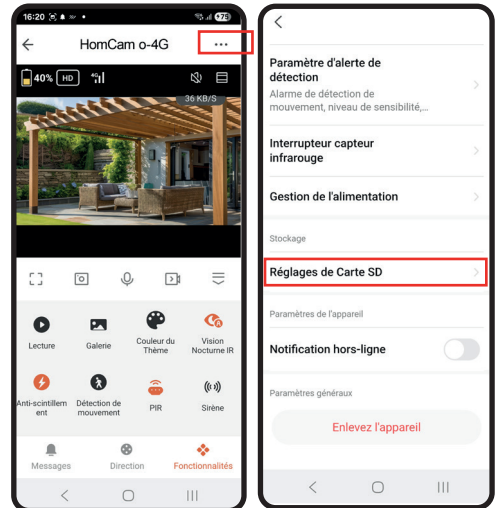 16:20
75
HomCam o-4G
...
40% HD 4G
36 KB/S
Lecture
Galerie
Couleur du
Thème
Vision
Nocturne IR
Anti-scintillem
ent
Détection de
mouvement
PIR
Sirène
Messages
Direction
Fonctionnalités
Paramètre d'alerte de
détection
Alarme de détection de
mouvement, niveau de sensibilité,...
Interrupteur capteur
infrarouge
Gestion de l'alimentation
Stockage
Réglages de Carte SD
Paramètres de l'appareil
Notification hors-ligne
Paramètres généraux
Enlevez l'appareil